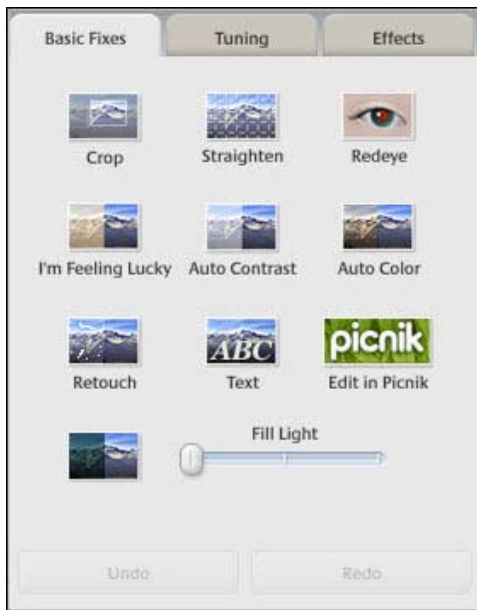 Basic Fixes
Tuning
Effects
Crop
Straighten
Redeye
I'm Feeling Lucky
Auto Contrast
Auto Color
ABC
picnik
Retouch
Text
Edit in Picnik
Fill Light
Undo
Redo